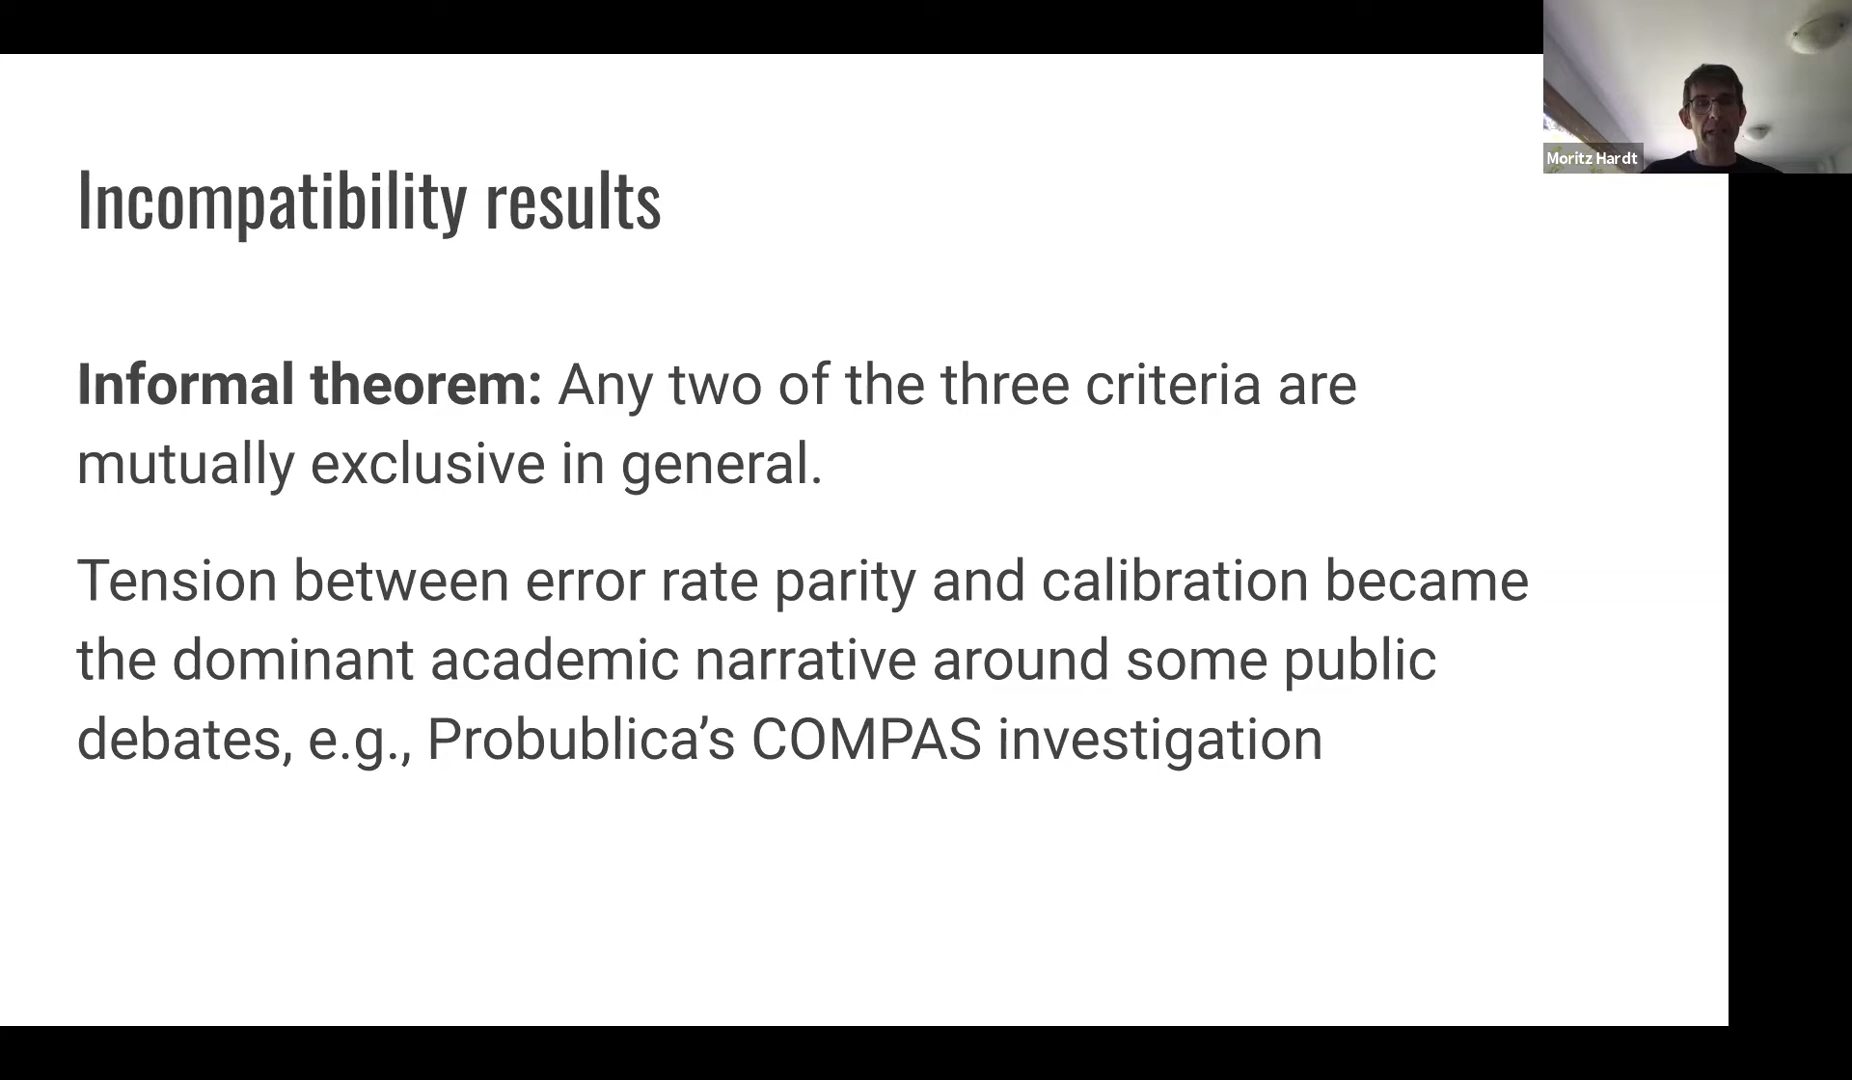 Moritz Hardt
Incompatibility results
Informal theorem: Any two of the three criteria are
mutually exclusive in general.
Tension between error rate parity and calibration became
the dominant academic narrative around some public
debates, e.g., Probublica’s COMPAS investigation